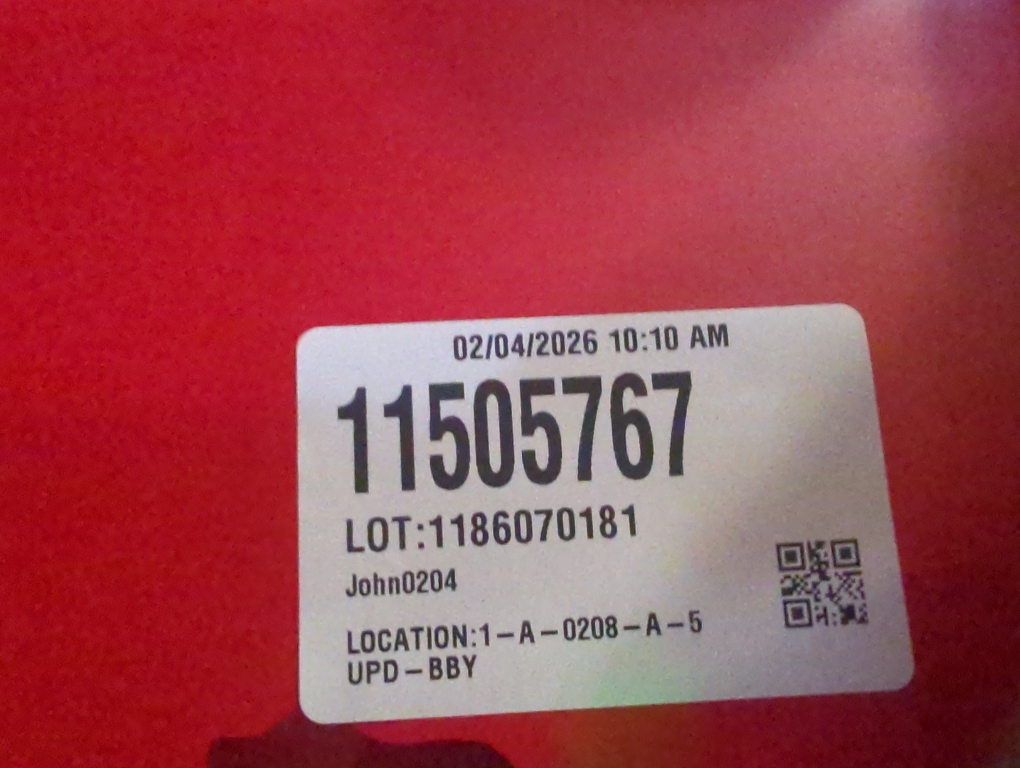 02/04/2026 10:10 AM
11505767
LOT:1186070181
John0204
LOCATION:1-A-0208-A-5
UPD-BBY